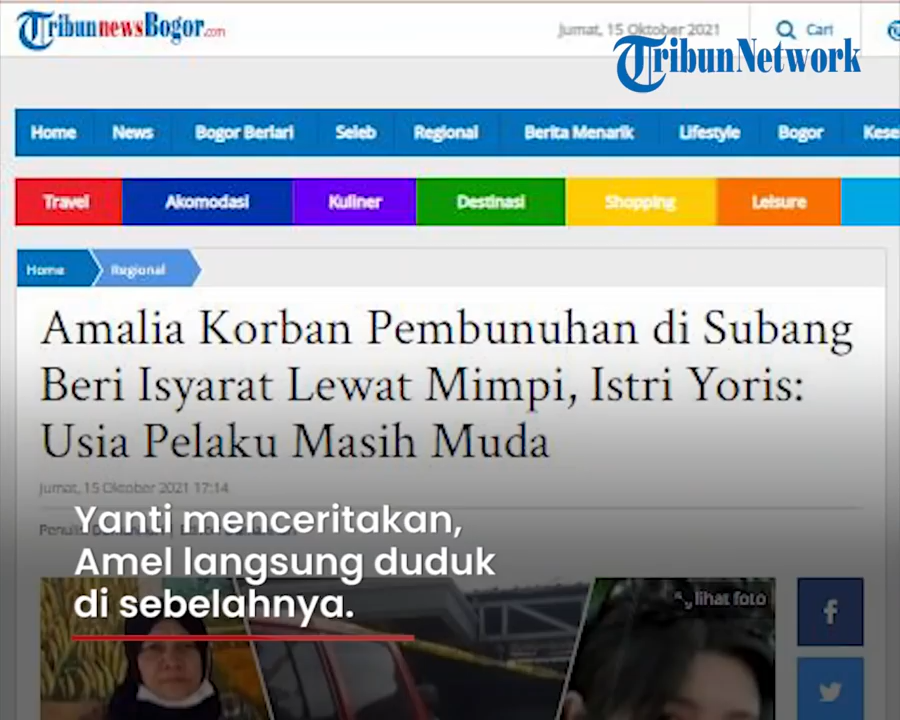 TribunnewsBogor.com
Jumat, 15 Oktober 2021
Cari
TribunNetwork
Home News Bogor Berlari Seleb Regional Berita Menarik Lifestyle Bogor Kese
Travel Akomodasi Kuliner Destinasi Shopping Leisure
Home Regional
Amalia Korban Pembunuhan di Subang
Beri Isyarat Lewat Mimpi, Istri Yoris:
Usia Pelaku Masih Muda
Jumat, 15 Oktober 2021 17:14
Yanti menceritakan,
Amel langsung duduk
di sebelahnya.
lihat foto